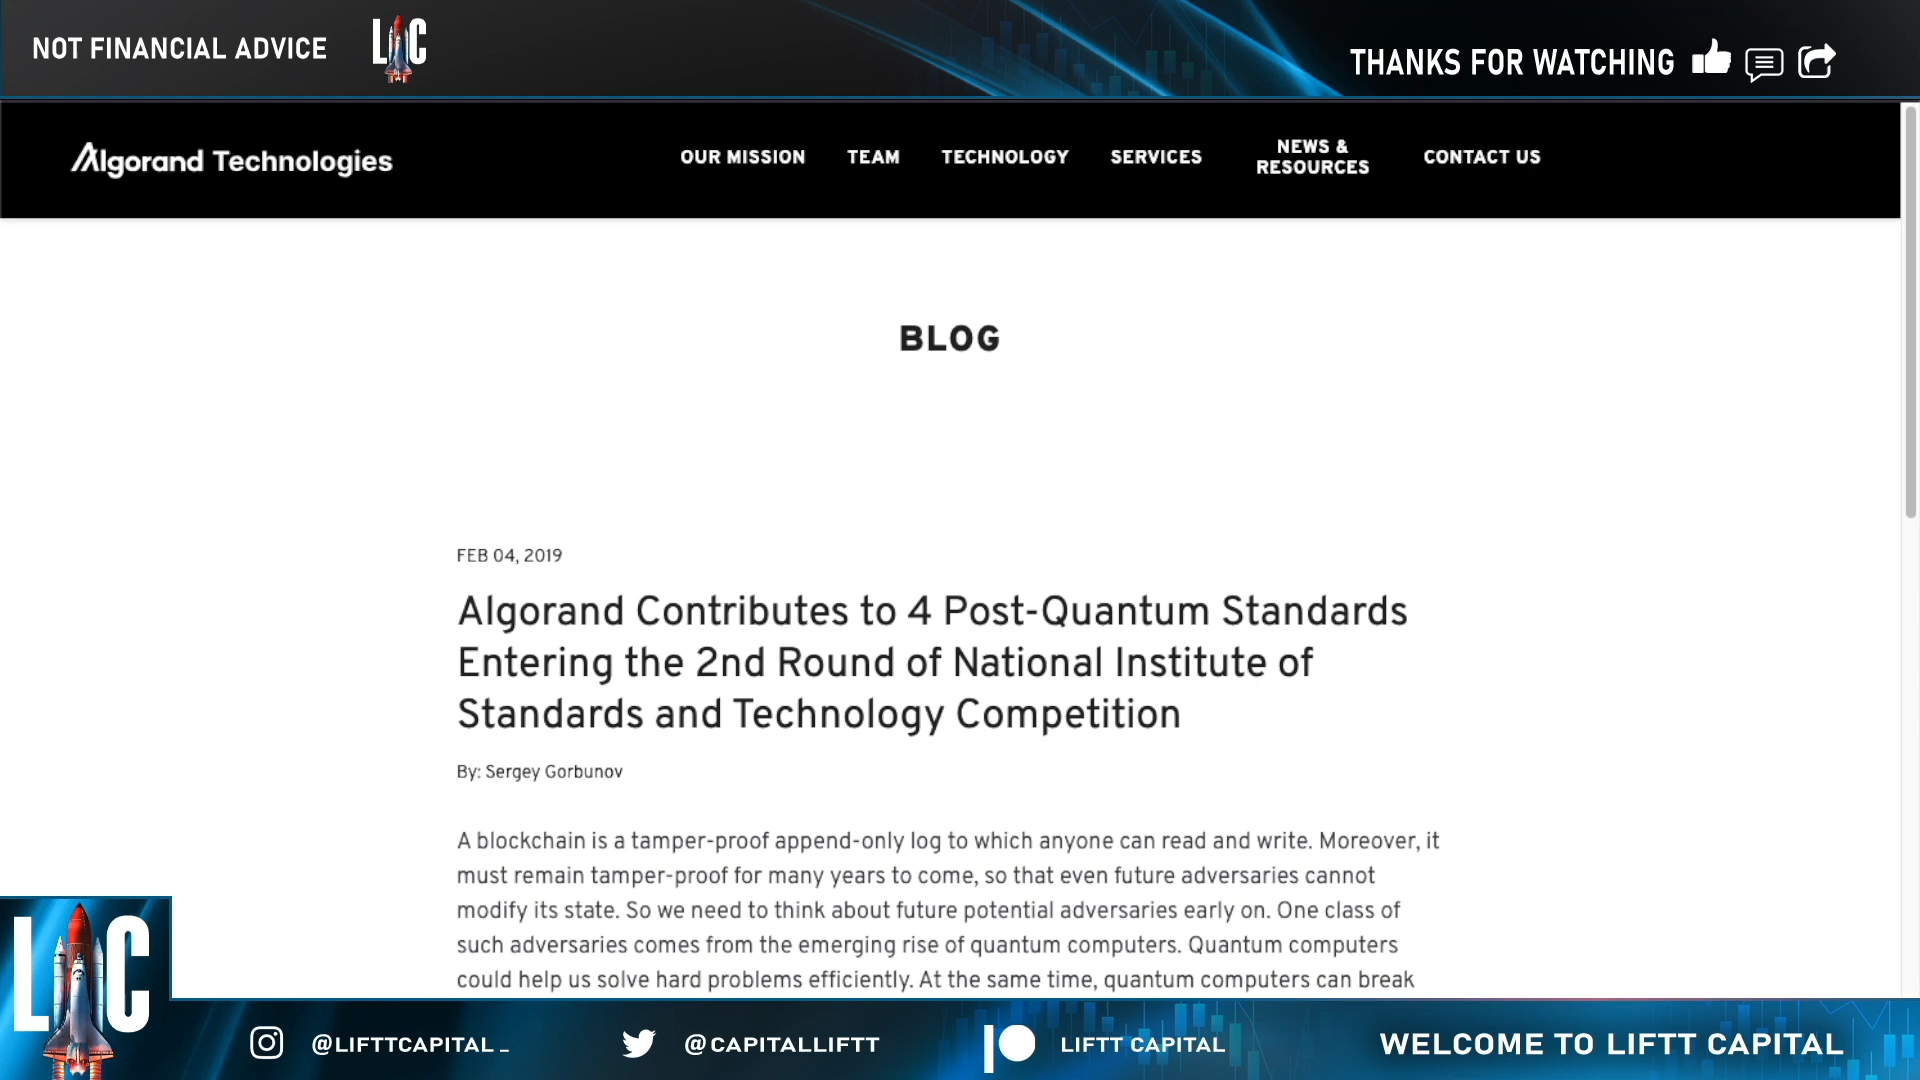 NOT FINANCIAL ADVICE
LC
THANKS FOR WATCHING
Algorand Technologies
OUR MISSION
TEAM
TECHNOLOGY
SERVICES
NEWS &
RESOURCES
CONTACT US
BLOG
FEB 04, 2019
Algorand Contributes to 4 Post-Quantum Standards
Entering the 2nd Round of National Institute of
Standards and Technology Competition
By: Sergey Gorbunov
A blockchain is a tamper-proof append-only log to which anyone can read and write. Moreover, it
must remain tamper-proof for many years to come, so that even future adversaries cannot
modify its state. So we need to think about future potential adversaries early on. One class of
such adversaries comes from the emerging rise of quantum computers. Quantum computers
could help us solve hard problems efficiently. At the same time, quantum computers can break
LC
@LIFTTCAPITAL_
@CAPITALLIFTT
LIFTT CAPITAL
WELCOME TO LIFTT CAPITAL